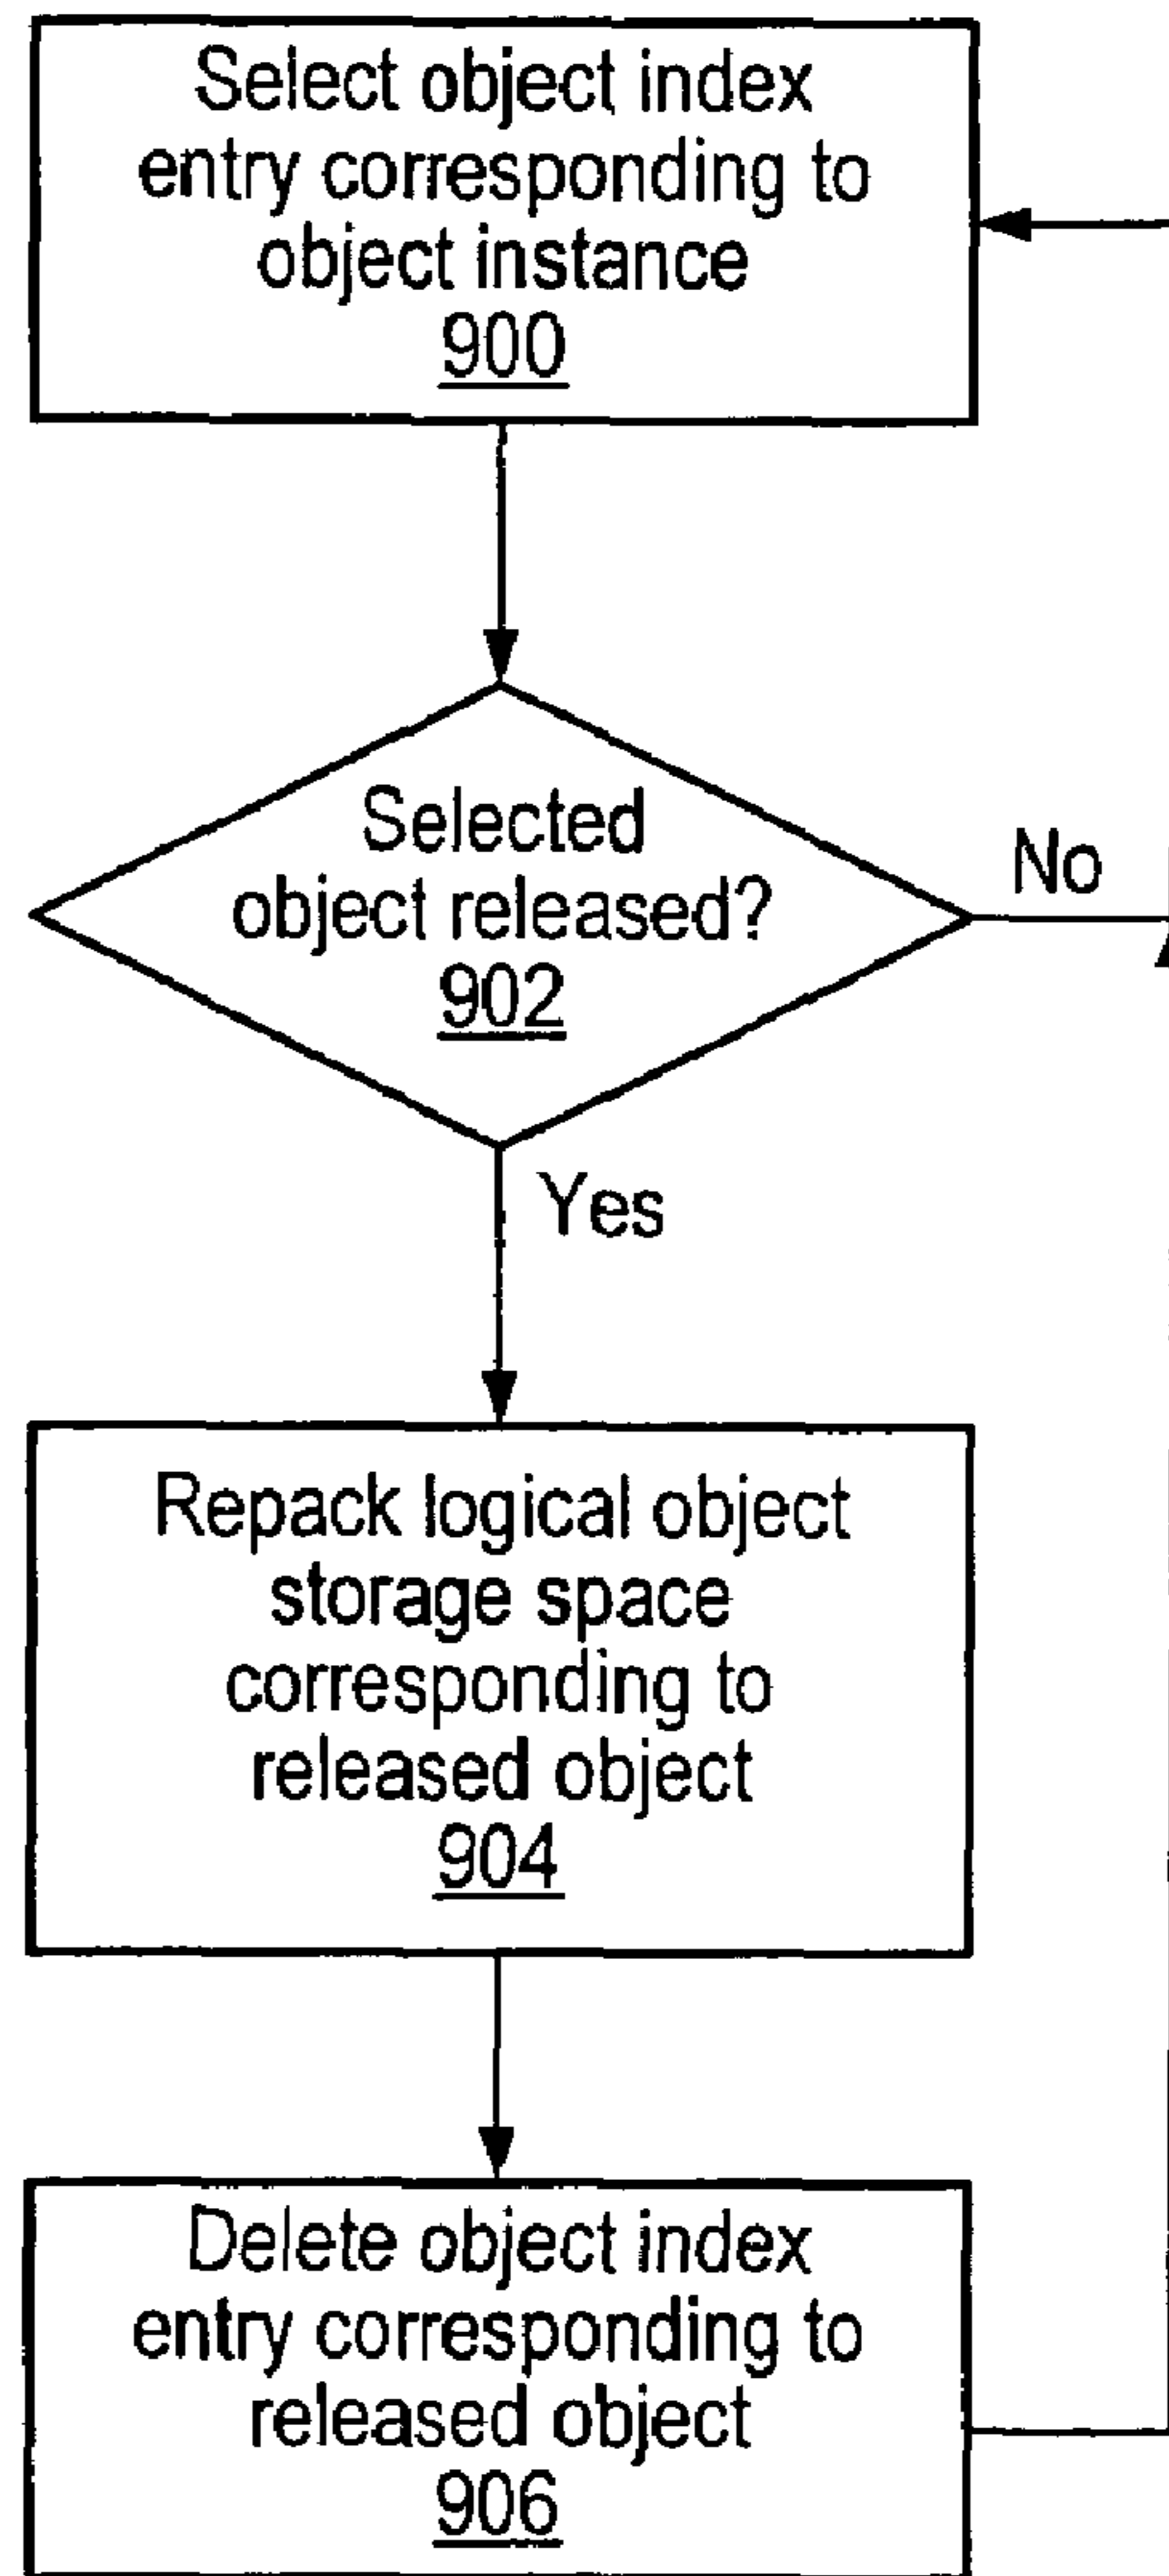 Select object index
entry corresponding to
object instance
900
Selected
object released?
902
No
Yes
Repack logical object
storage space
corresponding to
released object
904
Delete object index
entry corresponding to
released object
906